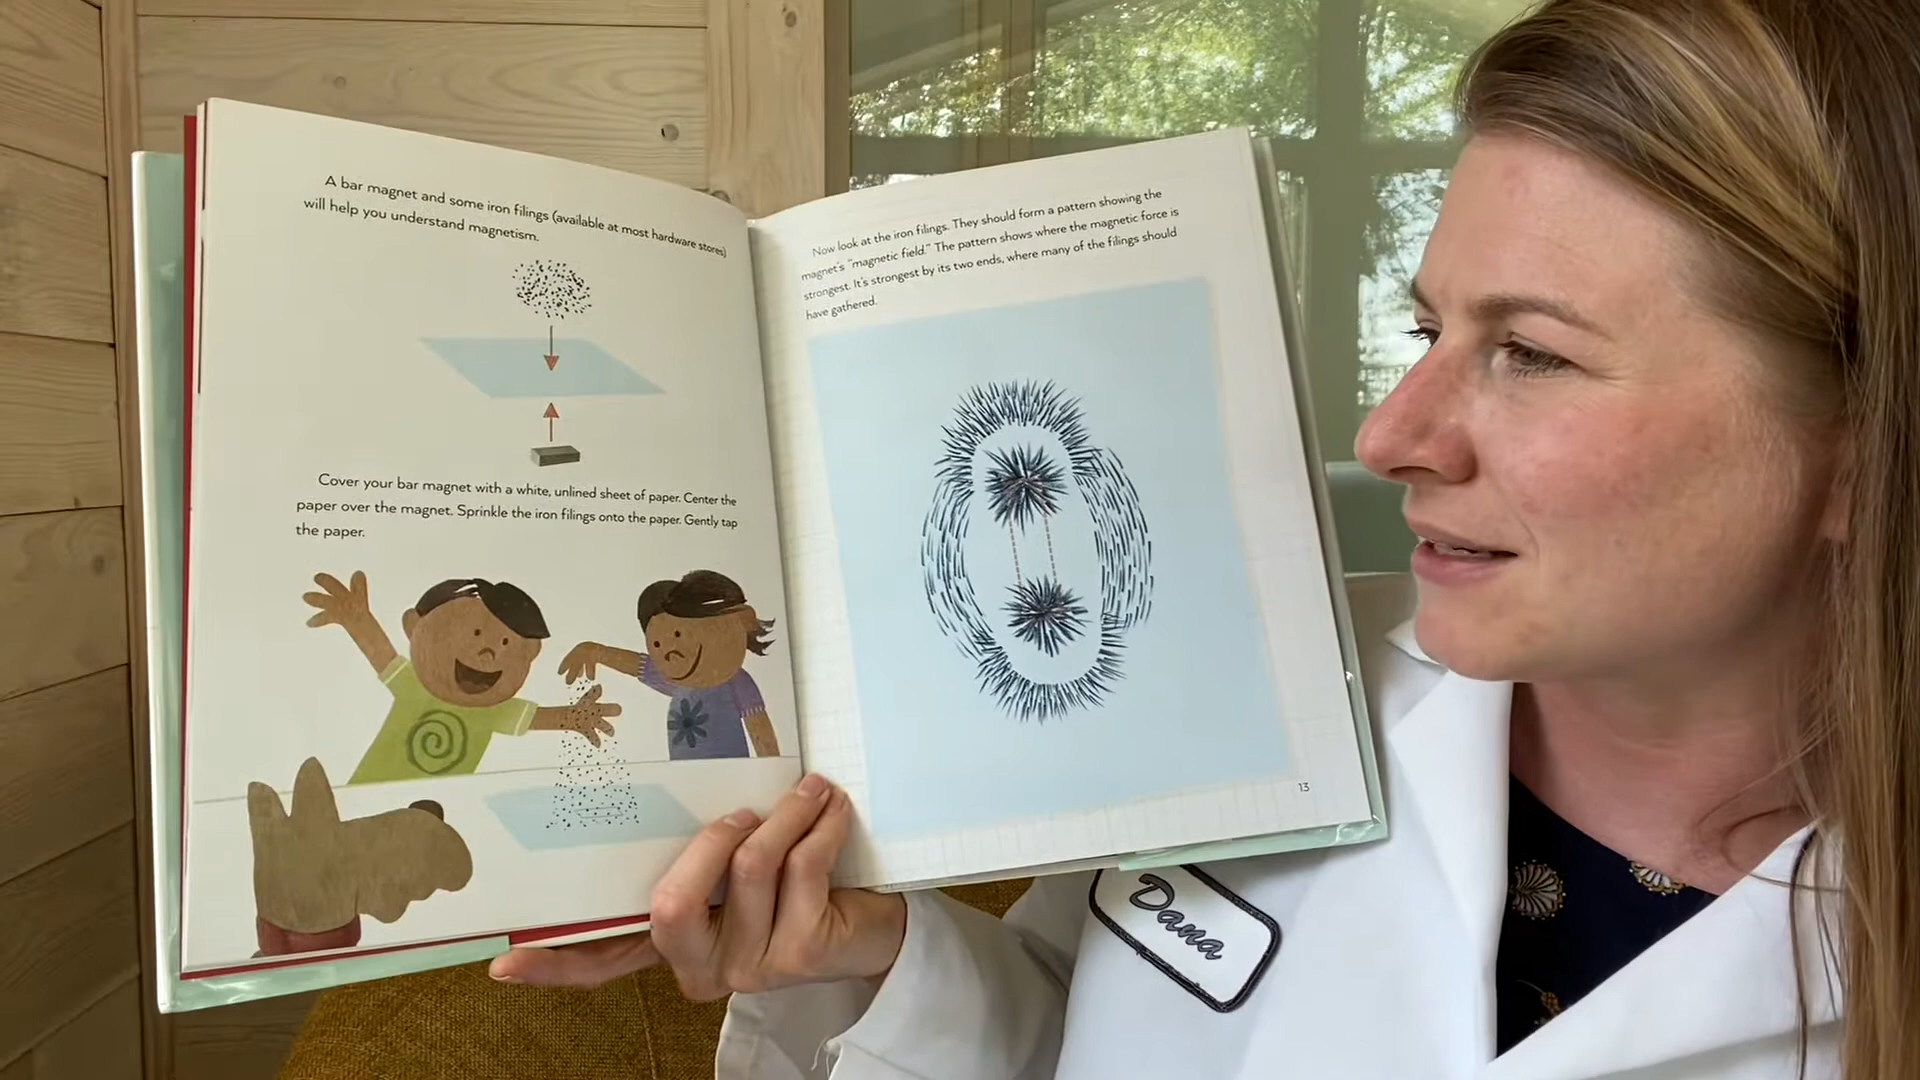 A bar magnet and some iron filings (available at most hardware stores)
will help you understand magnetism.
Cover your bar magnet with a white, unlined sheet of paper. Center the
paper over the magnet. Sprinkle the iron filings onto the paper. Gently tap
the paper.
Now look at the iron filings. They should form a pattern showing the
magnet's "magnetic field." The pattern shows where the magnetic force is
strongest. It's strongest by its two ends, where many of the filings should
have gathered.
13
Dana